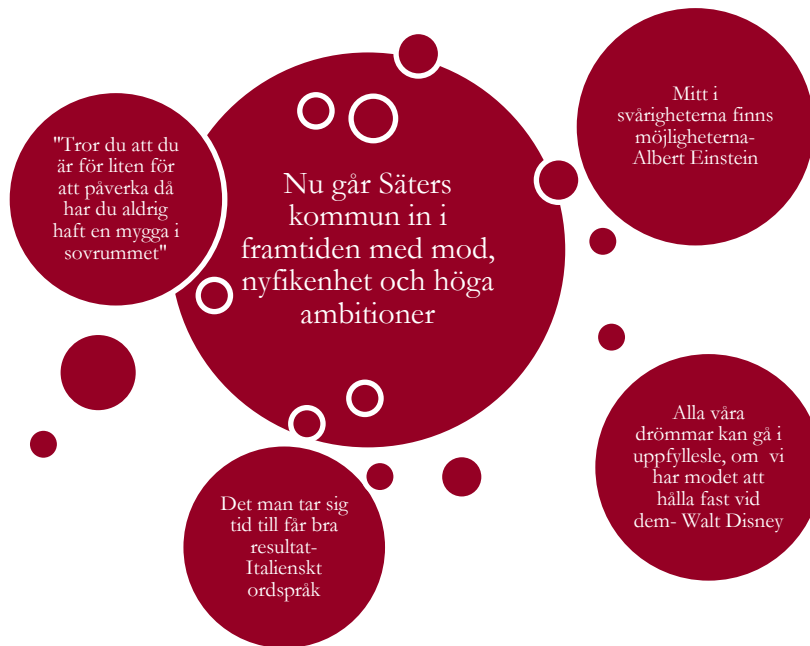 "Tror du att du
är för liten för
att påverka då
har du aldrig
haft en mygga i
sovrummet"
Nu går Säters
kommun in i
framtiden med mod,
nyfikenhet och höga
ambitioner
Mitt i
svårigheterna finns
möjligheterna-
Albert Einstein
Alla våra
drömmar kan gå i
uppfyllesle, om  vi
har modet att
hålla fast vid
dem- Walt Disney
Det man tar sig
tid till får bra
resultat-
Italienskt
ordspråk